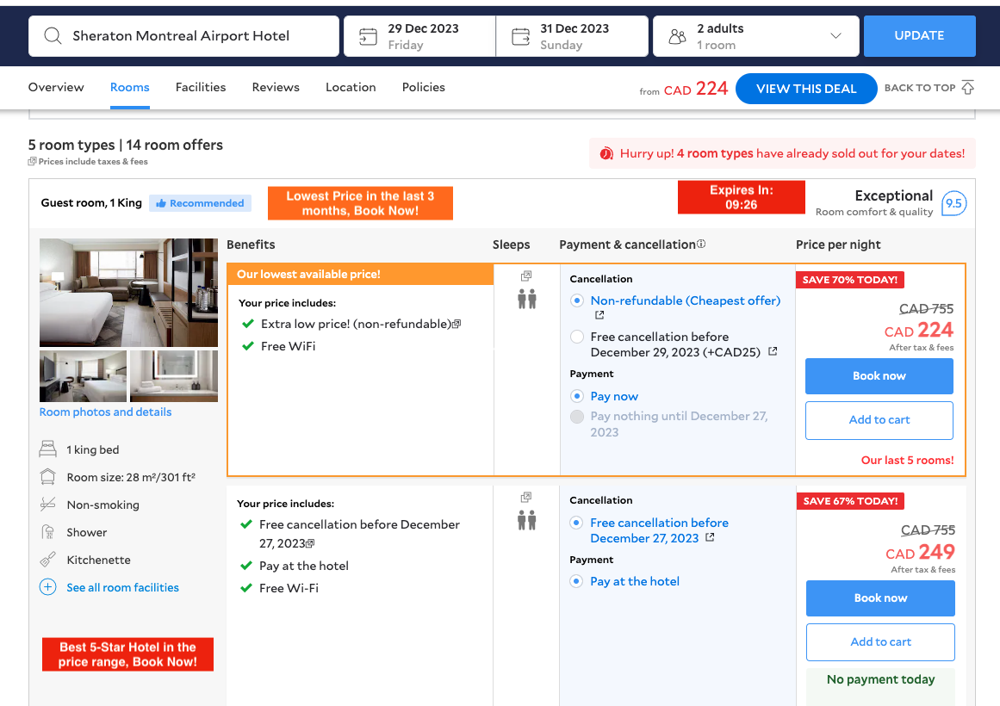 Sheraton Montreal Airport Hotel
29 Dec 2023
Friday
31 Dec 2023
Sunday
2 adults
1 room
UPDATE
Overview
Rooms
Facilities
Reviews
Location
Policies
from CAD 224
VIEW THIS DEAL
BACK TO TOP
5 room types | 14 room offers
Prices include taxes & fees
Hurry up! 4 room types have already sold out for your dates!
Guest room, 1 King
Recommended
Lowest Price in the last 3
months, Book Now!
Expires In:
09:26
Exceptional
Room comfort & quality
9.5
Benefits
Sleeps
Payment & cancellation
Price per night
Room photos and details
1 king bed
Room size: 28 m²/301 ft²
Non-smoking
Shower
Kitchenette
See all room facilities
Best 5-Star Hotel in the
price range, Book Now!
Our lowest available price!
Your price includes:
Extra low price! (non-refundable)
Free WiFi
Cancellation
Non-refundable (Cheapest offer)
Free cancellation before
December 29, 2023 (+CAD25)
Payment
Pay now
Pay nothing until December 27,
2023
SAVE 70% TODAY!
CAD 755
CAD 224
After tax & fees
Book now
Add to cart
Our last 5 rooms!
Your price includes:
Free cancellation before December
27, 2023
Pay at the hotel
Free Wi-Fi
Cancellation
Free cancellation before
December 27, 2023
Payment
Pay at the hotel
SAVE 67% TODAY!
CAD 755
CAD 249
After tax & fees
Book now
Add to cart
No payment today